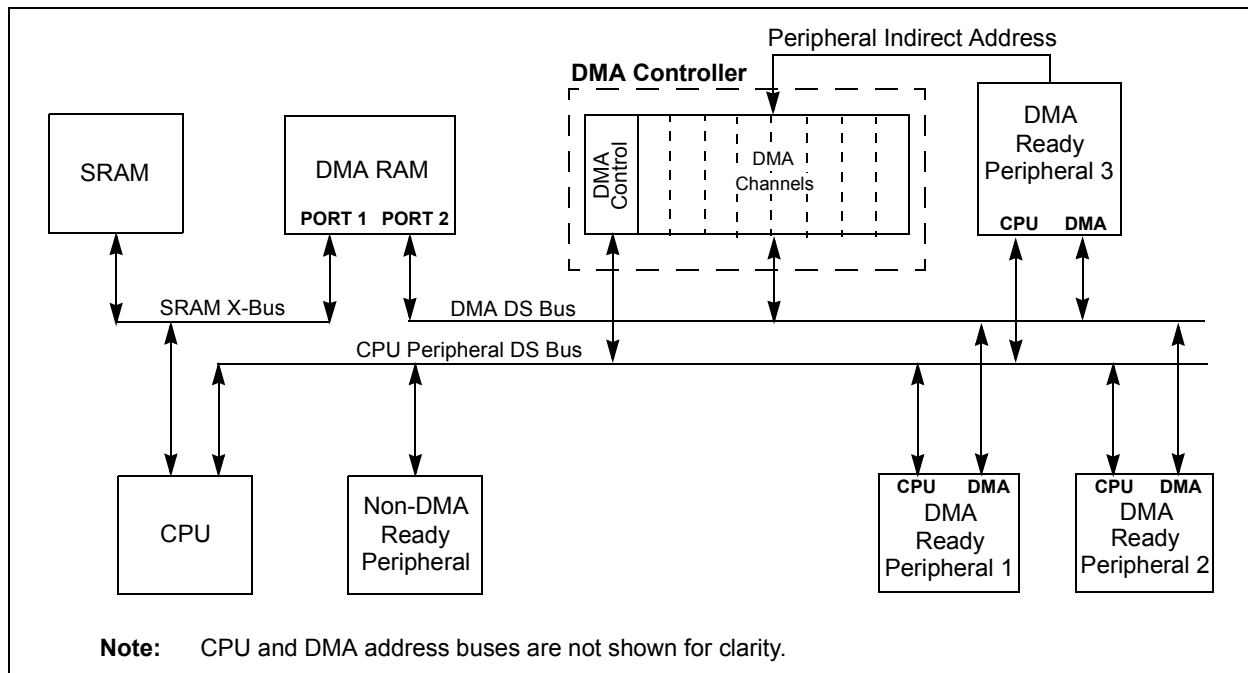 Peripheral Indirect Address
DMA Controller
SRAM
DMA RAM
PORT 1 PORT 2
DMA
Control
DMA
Channels
DMA
Ready
Peripheral 3
CPU DMA
SRAM X-Bus
DMA DS Bus
CPU Peripheral DS Bus
CPU
Non-DMA
Ready
Peripheral
CPU DMA
DMA
Ready
Peripheral 1
CPU DMA
DMA
Ready
Peripheral 2
Note: CPU and DMA address buses are not shown for clarity.